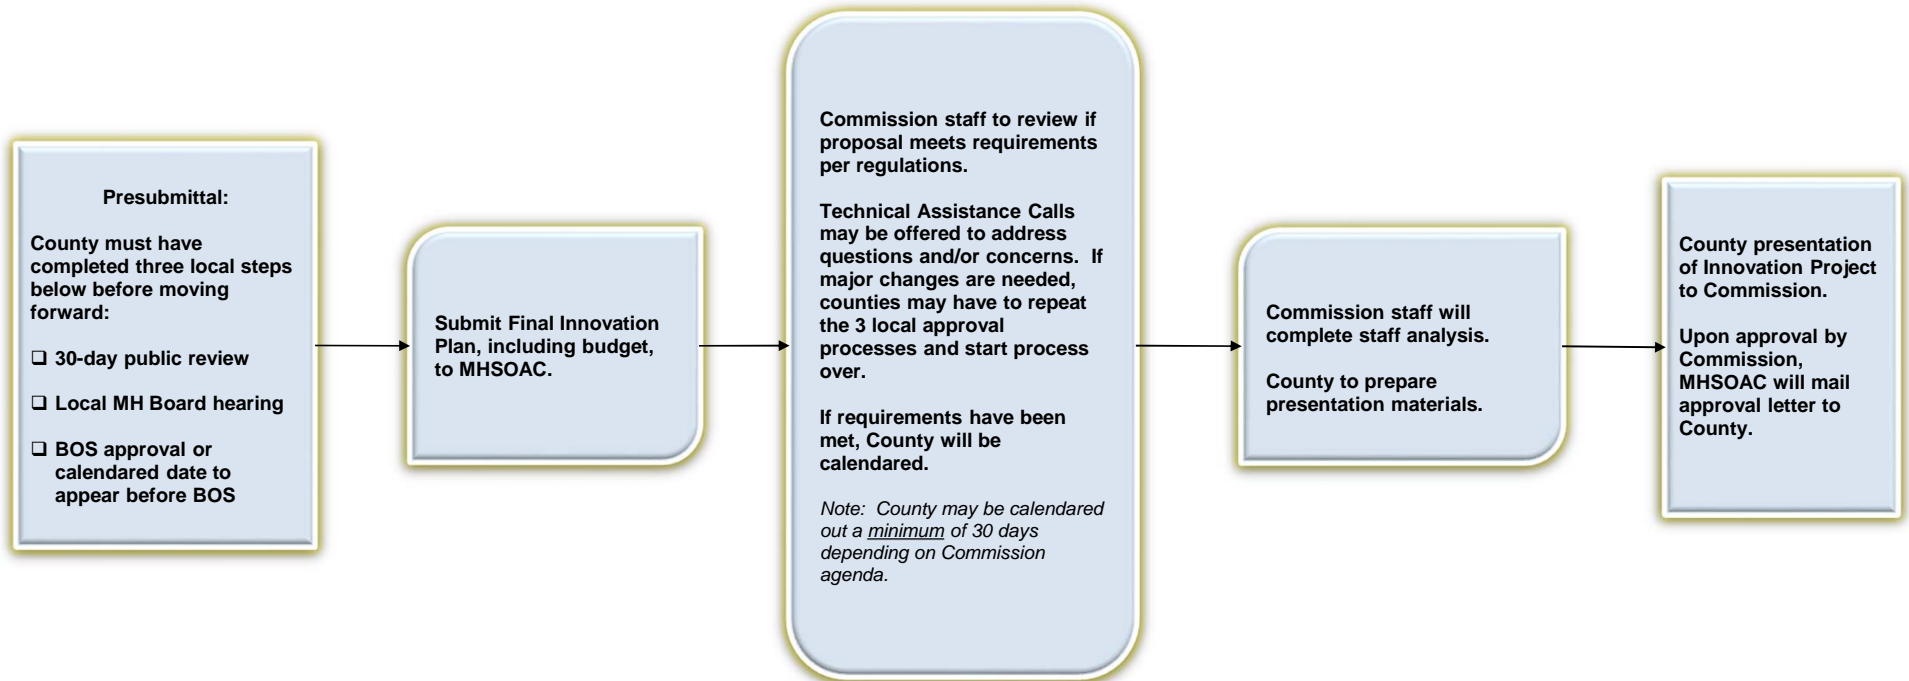 Presubmittal:
County must have
completed three local steps
below before moving
forward:
❑ 30-day public review
❑ Local MH Board hearing
❑ BOS approval or
calendared date to
appear before BOS
Submit Final Innovation
Plan, including budget,
to MHSOAC.
Commission staff to review if
proposal meets requirements
per regulations.
Technical Assistance Calls
may be offered to address
questions and/or concerns.  If
major changes are needed,
counties may have to repeat
the 3 local approval
processes and start process
over.
If requirements have been
met, County will be
calendared.
Note:  County may be calendared
out a minimum of 30 days
depending on Commission
agenda.
Commission staff will
complete staff analysis.
County to prepare
presentation materials.
County presentation
of Innovation Project
to Commission.
Upon approval by
Commission,
MHSOAC will mail
approval letter to
County.